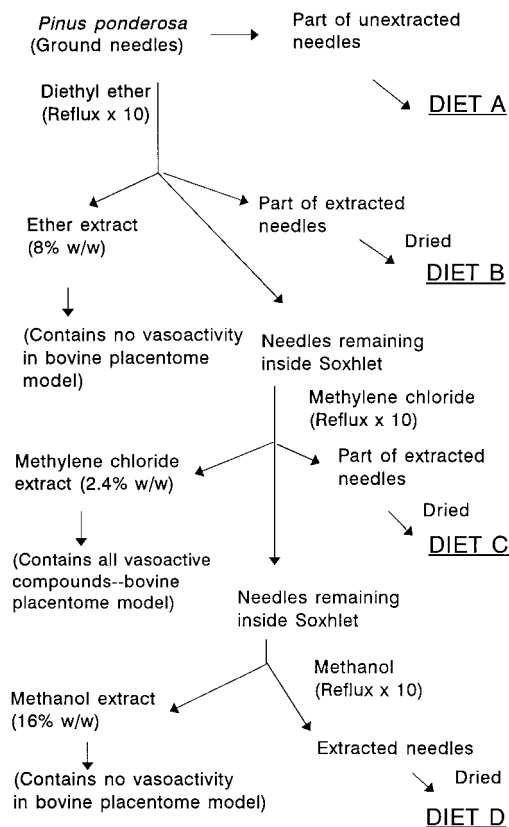 Pinus ponderosa
(Ground needles)
Part of unextracted
needles
DIET A
Diethyl ether
(Reflux x 10)
Ether extract
(8% w/w)
Part of extracted
needles
Dried
DIET B
(Contains no vasoactivity
in bovine placentome
model)
Needles remaining
inside Soxhlet
Methylene chloride
(Reflux x 10)
Methylene chloride
extract (2.4% w/w)
Part of extracted
needles
Dried
DIET C
(Contains all vasoactive
compounds--bovine
placentome model)
Needles remaining
inside Soxhlet
Methanol
(Reflux x 10)
Methanol extract
(16% w/w)
Extracted needles
Dried
(Contains no vasoactivity
in bovine placentome model)
DIET D